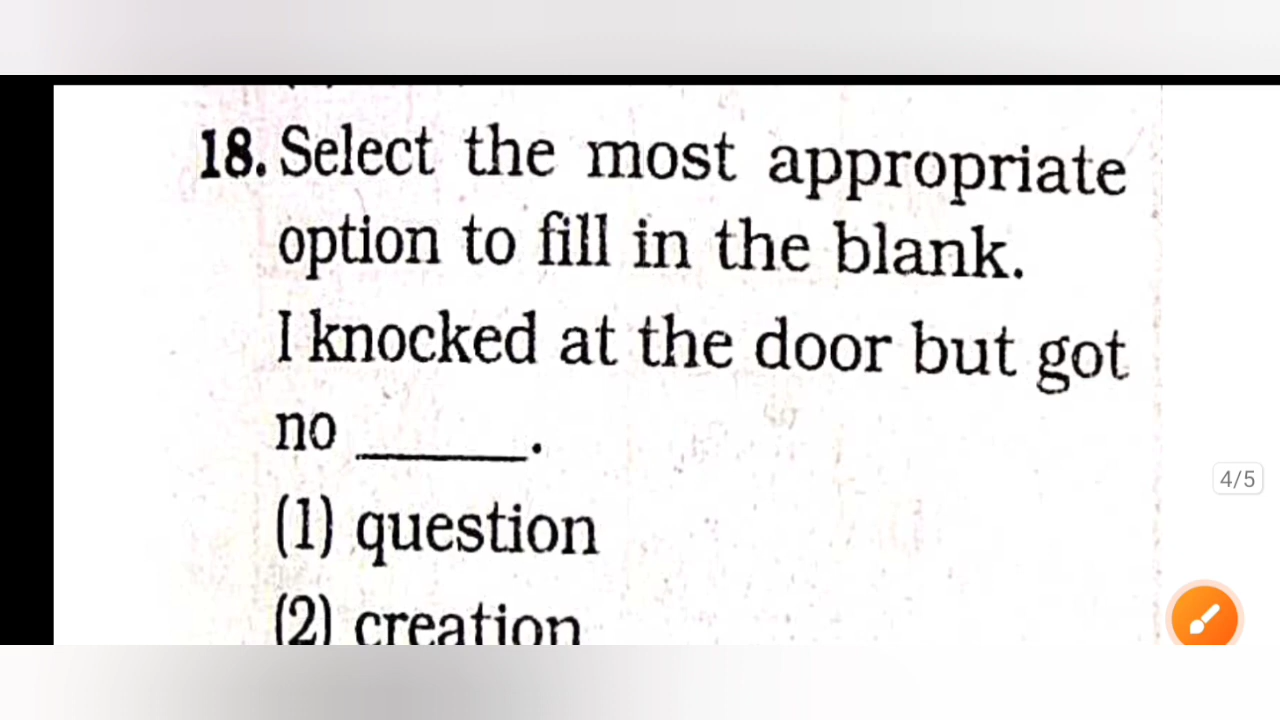 18. Select the most appropriate
option to fill in the blank.
I knocked at the door but got
no ______.
(1) question
(2) creation
4/5